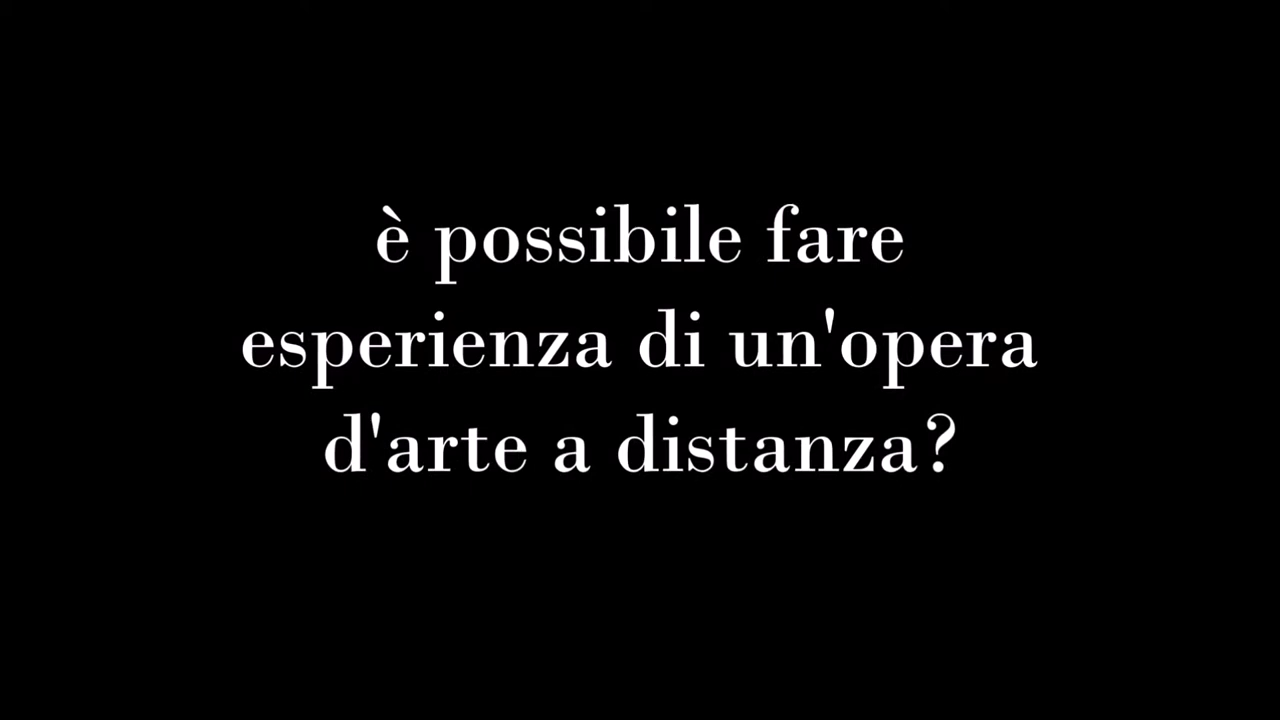 è possibile fare
esperienza di un'opera
d'arte a distanza?